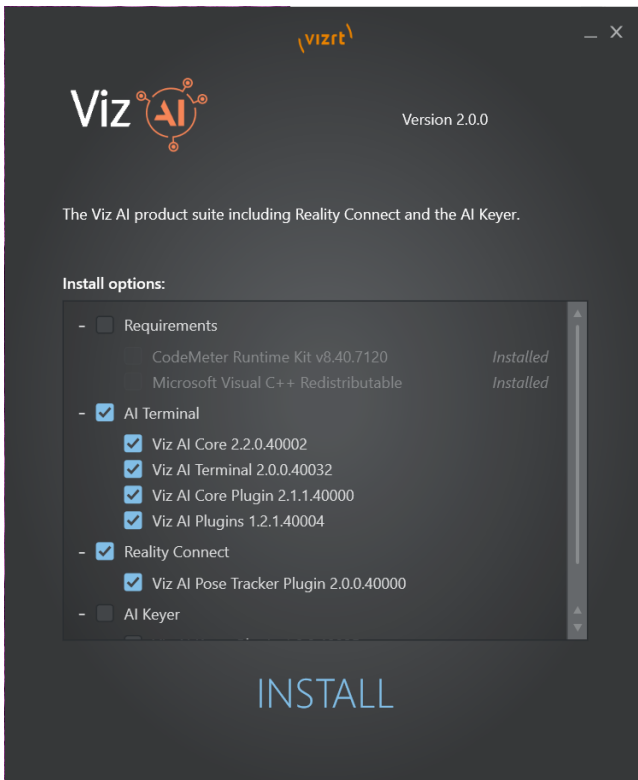 vizrt
Viz AI
Version 2.0.0
The Viz AI product suite including Reality Connect and the AI Keyer.
Install options:
- Requirements
CodeMeter Runtime Kit v8.40.7120 Installed
Microsoft Visual C++ Redistributable Installed
- AI Terminal
Viz AI Core 2.2.0.40002
Viz AI Terminal 2.0.0.40032
Viz AI Core Plugin 2.1.1.40000
Viz AI Plugins 1.2.1.40004
- Reality Connect
Viz AI Pose Tracker Plugin 2.0.0.40000
- AI Keyer
INSTALL